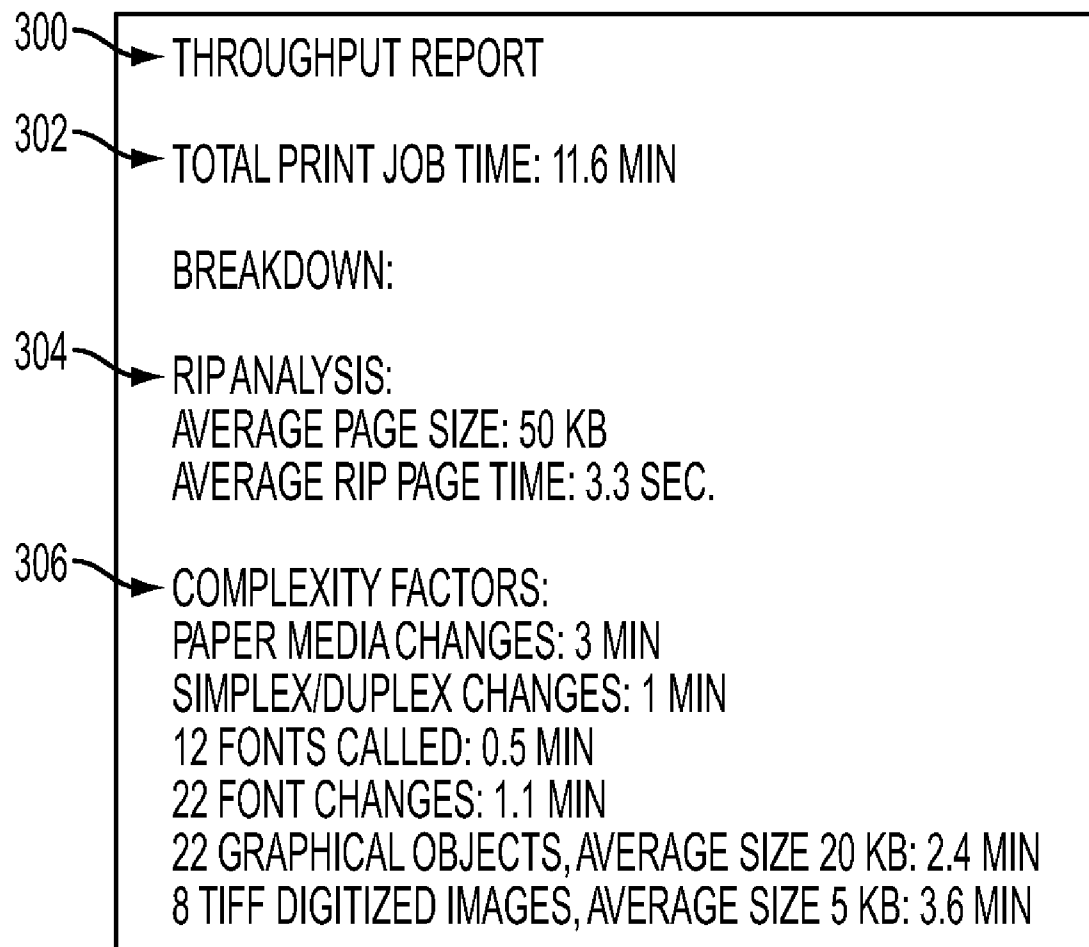 300
THROUGHPUT REPORT
302
TOTAL PRINT JOB TIME: 11.6 MIN
BREAKDOWN:
304
RIP ANALYSIS:
AVERAGE PAGE SIZE: 50 KB
AVERAGE RIP PAGE TIME: 3.3 SEC.
306
COMPLEXITY FACTORS:
PAPER MEDIA CHANGES: 3 MIN
SIMPLEX/DUPLEX CHANGES: 1 MIN
12 FONTS CALLED: 0.5 MIN
22 FONT CHANGES: 1.1 MIN
22 GRAPHICAL OBJECTS, AVERAGE SIZE 20 KB: 2.4 MIN
8 TIFF DIGITIZED IMAGES, AVERAGE SIZE 5 KB: 3.6 MIN